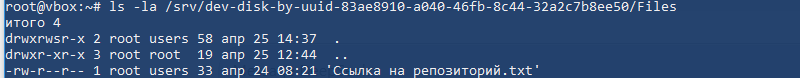 root@vbox:~# ls -la /srv/dev-disk-by-uuid-83ae8910-a040-46fb-8c44-32a2c7b8ee50/Files
итого 4
drwxrwsr-x 2 root users 58 апр 25 14:37  .
drwxr-xr-x 3 root root  19 апр 25 12:44  ..
-rw-r--r-- 1 root users 33 апр 24 08:21 'Ссылка на репозиторий.txt'